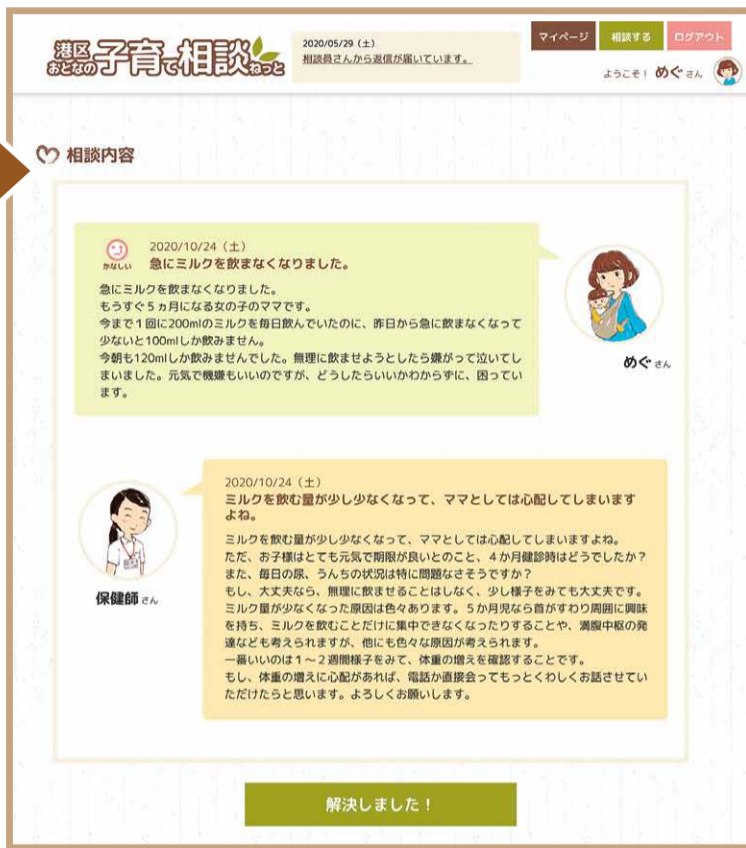 港区
おとなの子育て相談ねっと
2020/05/29（土）
相談員さんから返信が届いています。
マイページ
相談する
ログアウト
ようこそ！ めぐ さん
相談内容
かなしい
2020/10/24（土）
急にミルクを飲まなくなりました。
急にミルクを飲まなくなりました。
もうすぐ５ヵ月になる女の子のママです。
今まで１回に200mlのミルクを毎日飲んでいたのに、昨日から急に飲まなくなって
少ないと100mlしか飲みません。
今朝も120mlしか飲みませんでした。無理に飲ませようとしたら嫌がって泣いてし
まいました。元気で機嫌もいいのですが、どうしたらいいかわからずに、困ってい
ます。
めぐ さん
2020/10/24（土）
ミルクを飲む量が少し少なくなって、ママとしては心配してしまいます
よね。
ミルクを飲む量が少し少なくなって、ママとしては心配してしまいますよね。
ただ、お子様はとても元気で期限が良いとのこと、４か月健診時はどうでしたか？
また、毎日の尿、うんちの状況は特に問題なさそうですか？
もし、大丈夫なら、無理に飲ませることはしなく、少し様子をみても大丈夫です。
ミルク量が少なくなった原因は色々あります。５か月児なら首がすわり周囲に興味
を持ち、ミルクを飲むことだけに集中できなくなったりすることや、満腹中枢の発
達なども考えられますが、他にも色々な原因が考えられます。
一番いいのは１～２週間様子をみて、体重の増えを確認することです。
もし、体重の増えに心配があれば、電話か直接会ってもっとくわしくお話させてい
ただけたらと思います。よろしくお願いします。
保健師 さん
解決しました！